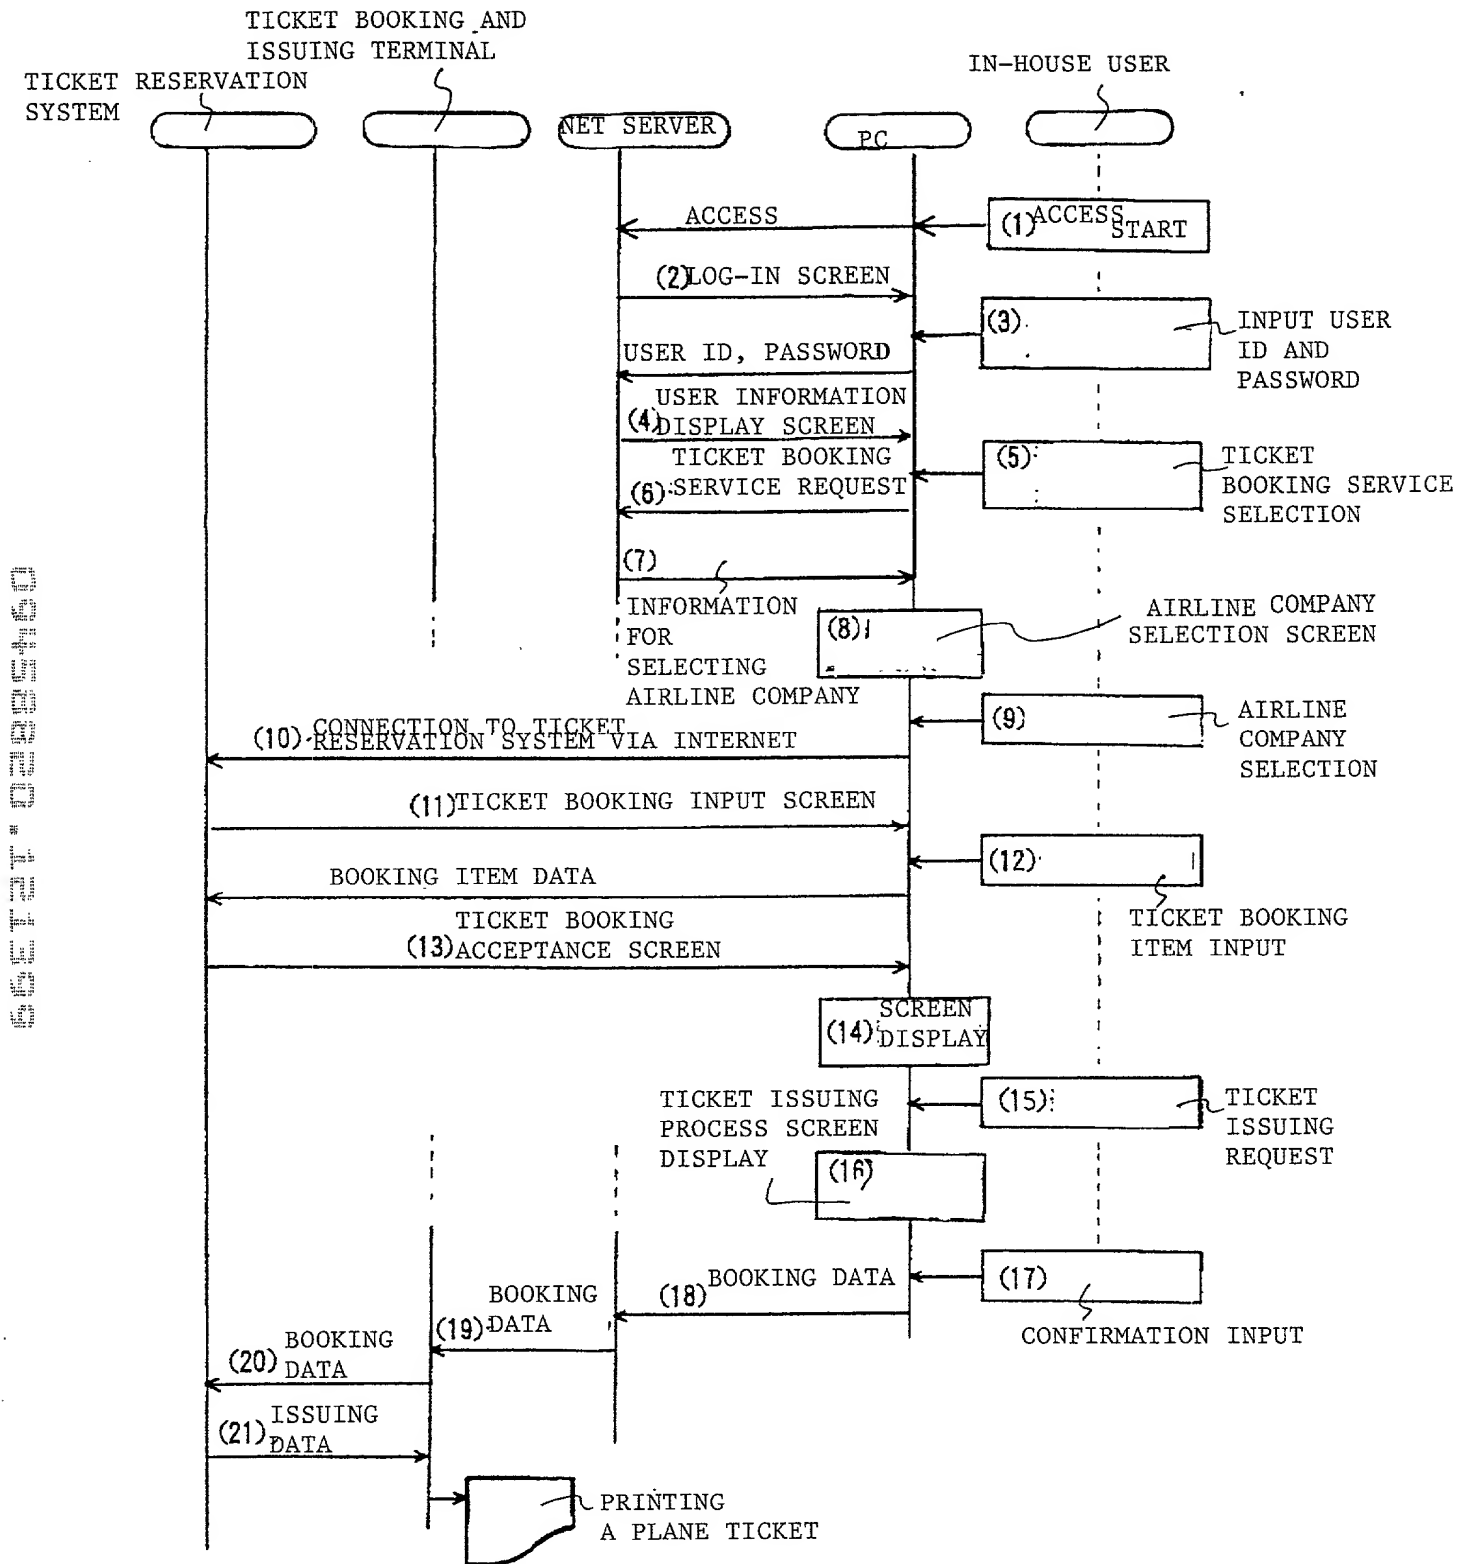 TICKET BOOKING AND
ISSUING TERMINAL
TICKET RESERVATION
SYSTEM
IN-HOUSE USER
NET SERVER
PC
ACCESS
(1) ACCESS
START
(2) LOG-IN SCREEN
(3)
INPUT USER
ID AND
PASSWORD
USER ID, PASSWORD
USER INFORMATION
(4) DISPLAY SCREEN
(5)
TICKET
BOOKING SERVICE
SELECTION
TICKET BOOKING
(6) SERVICE REQUEST
(7)
INFORMATION
FOR
SELECTING
AIRLINE COMPANY
(8)
AIRLINE COMPANY
SELECTION SCREEN
(9)
AIRLINE
COMPANY
SELECTION
(10) CONNECTION TO TICKET
RESERVATION SYSTEM VIA INTERNET
(11) TICKET BOOKING INPUT SCREEN
(12)
TICKET BOOKING
ITEM INPUT
BOOKING ITEM DATA
TICKET BOOKING
(13) ACCEPTANCE SCREEN
(14) SCREEN
DISPLAY
(15)
TICKET
ISSUING
REQUEST
TICKET ISSUING
PROCESS SCREEN
DISPLAY
(16)
(17)
CONFIRMATION INPUT
(18) BOOKING DATA
BOOKING
(19) DATA
BOOKING
(20) DATA
ISSUING
(21) DATA
PRINTING
A PLANE TICKET